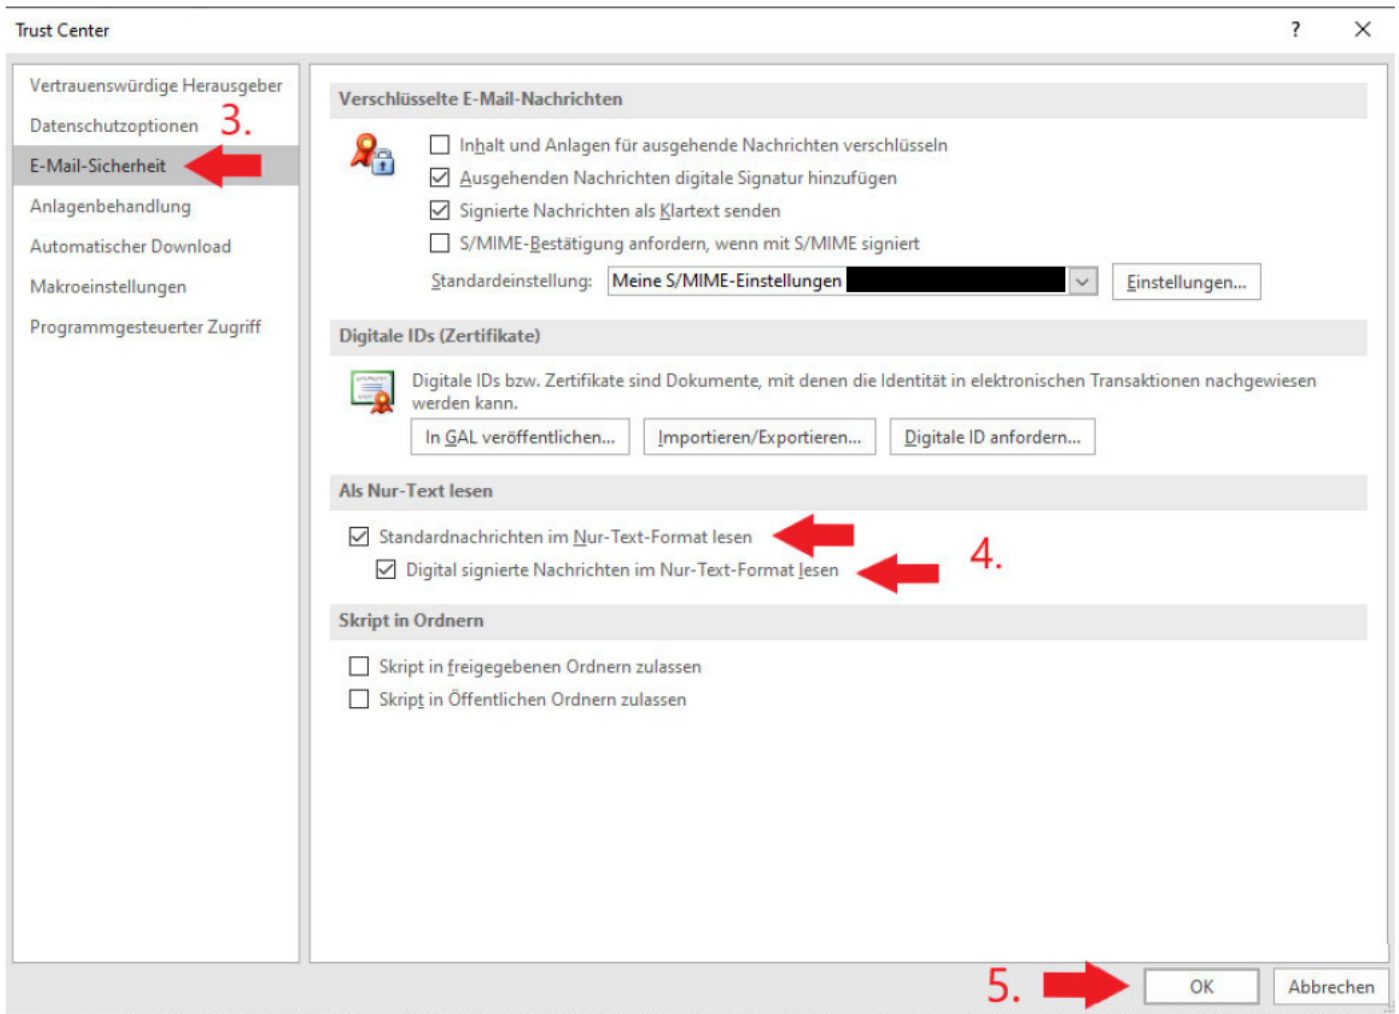 Trust Center
?
Vertrauenswürdige Herausgeber
Datenschutzoptionen
3.
E-Mail-Sicherheit
Anlagenbehandlung
Automatischer Download
Makroeinstellungen
Programmgesteuerter Zugriff
Verschlüsselte E-Mail-Nachrichten
Inhalt und Anlagen für ausgehende Nachrichten verschlüsseln
Ausgehenden Nachrichten digitale Signatur hinzufügen
Signierte Nachrichten als Klartext senden
S/MIME-Bestätigung anfordern, wenn mit S/MIME signiert
Standardeinstellung: Meine S/MIME-Einstellungen Einstellungen...
Digitale IDs (Zertifikate)
Digitale IDs bzw. Zertifikate sind Dokumente, mit denen die Identität in elektronischen Transaktionen nachgewiesen
werden kann.
In GAL veröffentlichen... Importieren/Exportieren... Digitale ID anfordern...
Als Nur-Text lesen
Standardnachrichten im Nur-Text-Format lesen
4.
Digital signierte Nachrichten im Nur-Text-Format lesen
Skript in Ordnern
Skript in freigegebenen Ordnern zulassen
Skript in Öffentlichen Ordnern zulassen
5. OK Abbrechen